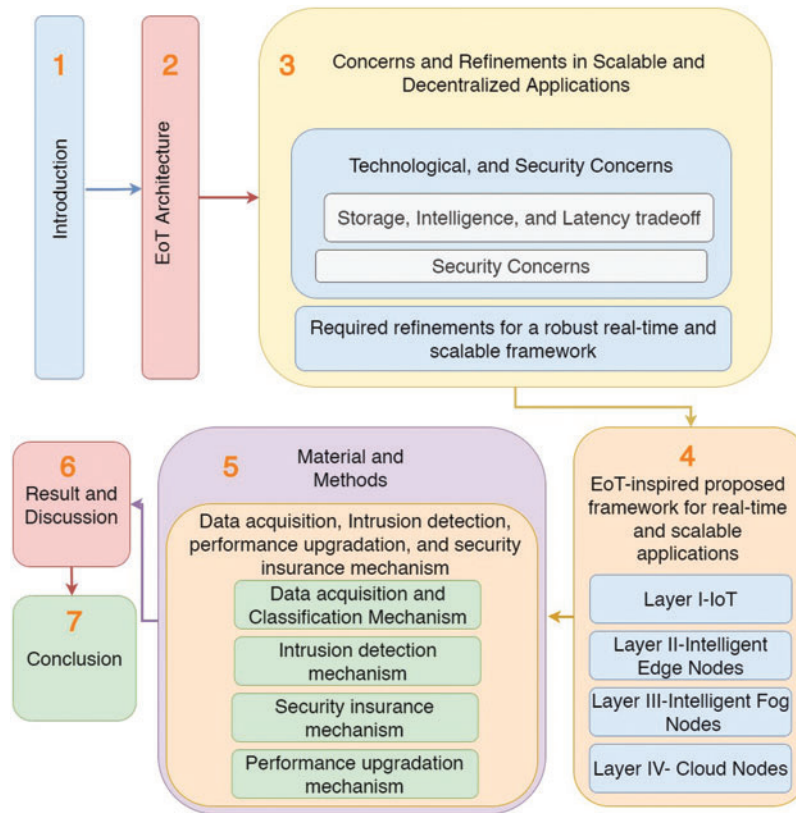 1
Introduction
2
EoT Architecture
3
Concerns and Refinements in Scalable and
Decentralized Applications
Technological, and Security Concerns
Storage, Intelligence, and Latency tradeoff
Security Concerns
Required refinements for a robust real-time and
scalable framework
4
EoT-inspired proposed
framework for real-time
and scalable
applications
Layer I-IoT
Layer II-Intelligent
Edge Nodes
Layer III-Intelligent Fog
Nodes
Layer IV- Cloud Nodes
5
Material and
Methods
Data acquisition, Intrusion detection,
performance upgradation, and security
insurance mechanism
Data acquisition and
Classification Mechanism
Intrusion detection
mechanism
Security insurance
mechanism
Performance upgradation
mechanism
6
Result and
Discussion
7
Conclusion